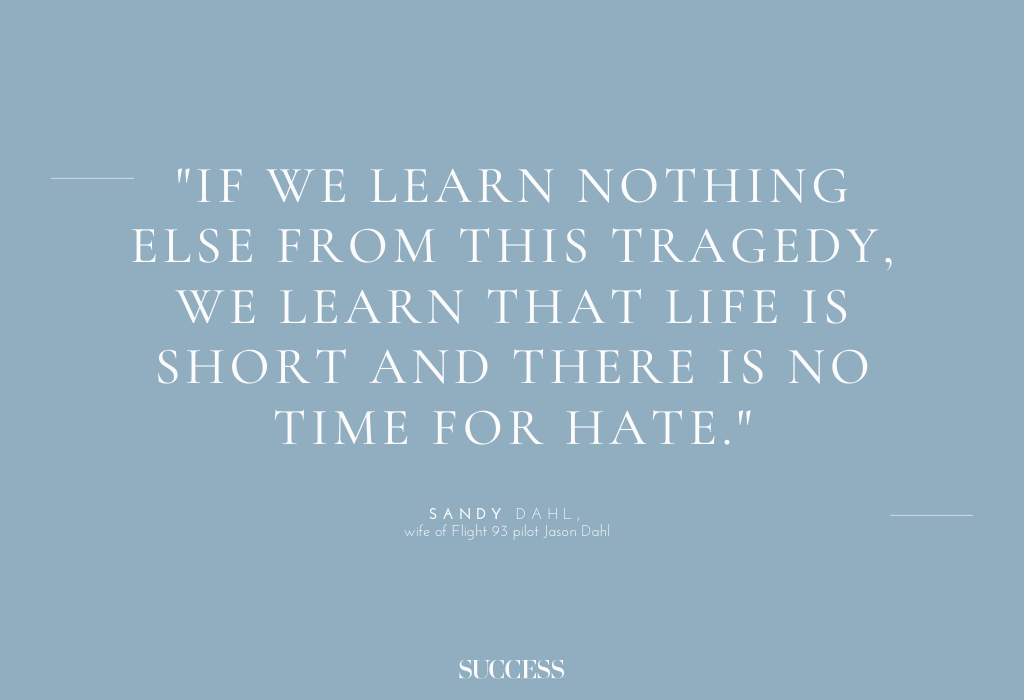 "IF WE LEARN NOTHING
ELSE FROM THIS TRAGEDY,
WE LEARN THAT LIFE IS
SHORT AND THERE IS NO
TIME FOR HATE."
SANDY DAHL,
wife of Flight 93 pilot Jason Dahl
SUCCESS